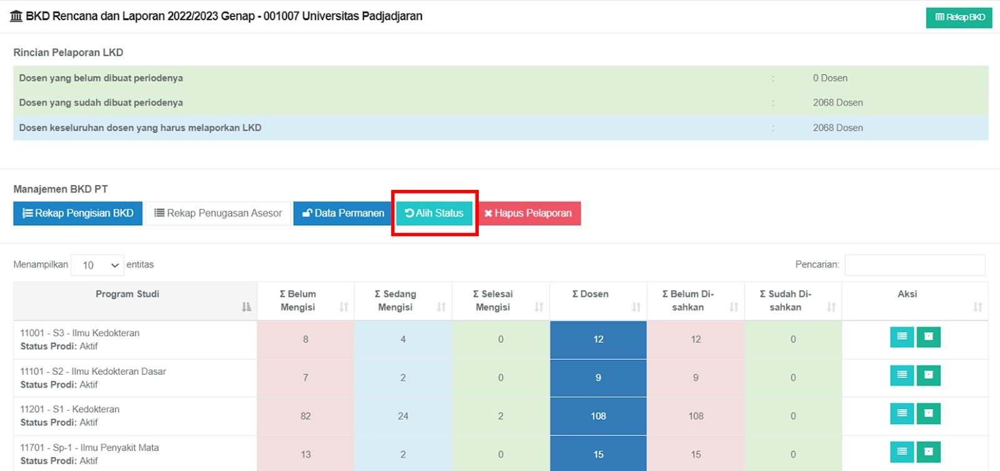 BKD Rencana dan Laporan 2022/2023 Genap - 001007 Universitas Padjadjaran
Rekap BKD
Rincian Pelaporan LKD
Dosen yang belum dibuat periodenya : 0 Dosen
Dosen yang sudah dibuat periodenya : 2068 Dosen
Dosen keseluruhan dosen yang harus melaporkan LKD : 2068 Dosen
Manajemen BKD PT
Rekap Pengisian BKD Rekap Penugasan Asesor Data Permanen Alih Status Hapus Pelaporan
Menampilkan 10 entitas Pencarian:
Program Studi Σ Belum Σ Sedang Σ Selesai Σ Dosen Σ Belum Di- Σ Sudah Di- Aksi
Mengisi Mengisi Mengisi sahkan sahkan
11001 - S3 - Ilmu Kedokteran
Status Prodi: Aktif
8 4 0 12 12 0
11101 - S2 - Ilmu Kedokteran Dasar
Status Prodi: Aktif
7 2 0 9 9 0
11201 - S1 - Kedokteran
Status Prodi: Aktif
82 24 2 108 108 0
11701 - Sp-1 - Ilmu Penyakit Mata
Status Prodi: Aktif
13 2 0 15 15 0